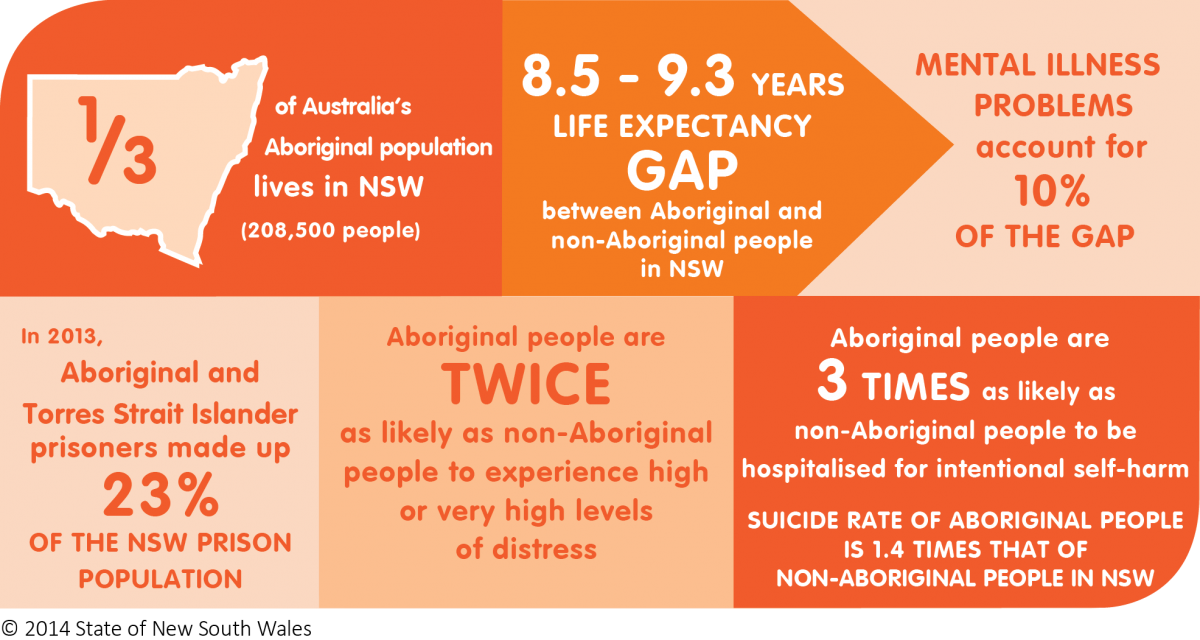 1/3
of Australia's
Aboriginal population
lives in NSW
(208,500 people)
8.5 - 9.3 YEARS
LIFE EXPECTANCY
GAP
between Aboriginal and
non-Aboriginal people
in NSW
MENTAL ILLNESS
PROBLEMS
account for
10%
OF THE GAP
In 2013,
Aboriginal and
Torres Strait Islander
prisoners made up
23%
OF THE NSW PRISON
POPULATION
Aboriginal people are
TWICE
as likely as non-Aboriginal
people to experience high
or very high levels
of distress
Aboriginal people are
3 TIMES as likely as
non-Aboriginal people to be
hospitalised for intentional self-harm
SUICIDE RATE OF ABORIGINAL PEOPLE
IS 1.4 TIMES THAT OF
NON-ABORIGINAL PEOPLE IN NSW
© 2014 State of New South Wales